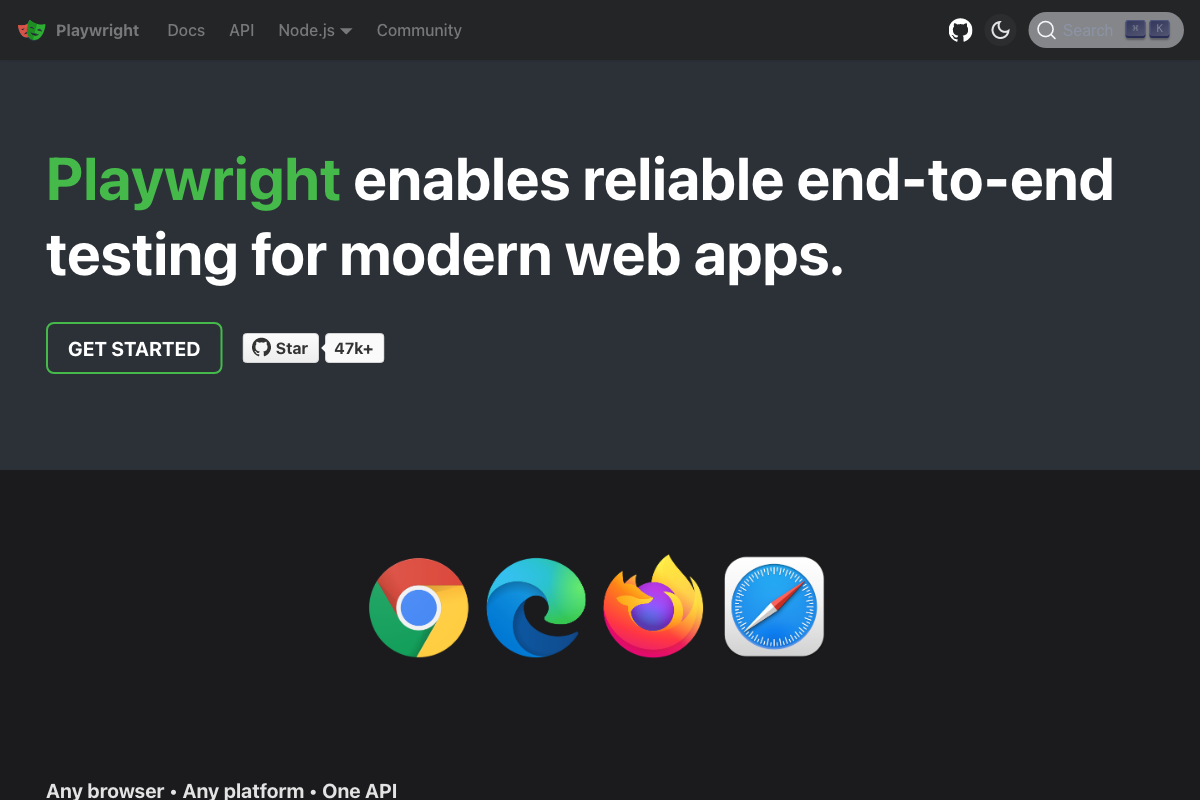 Playwright Docs API Node.js Community Search ⌘ K
Playwright enables reliable end-to-end
testing for modern web apps.
GET STARTED Star 47k+
Any browser • Any platform • One API